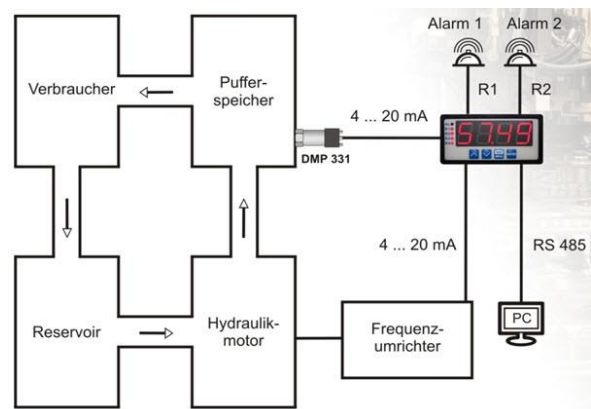 Alarm 1
Alarm 2
Verbraucher
Puffer-
speicher
R1
R2
4 ... 20 mA
57.49
DMP 331
4 ... 20 mA
RS 485
Reservoir
Hydraulik-
motor
Frequenz-
umrichter
PC